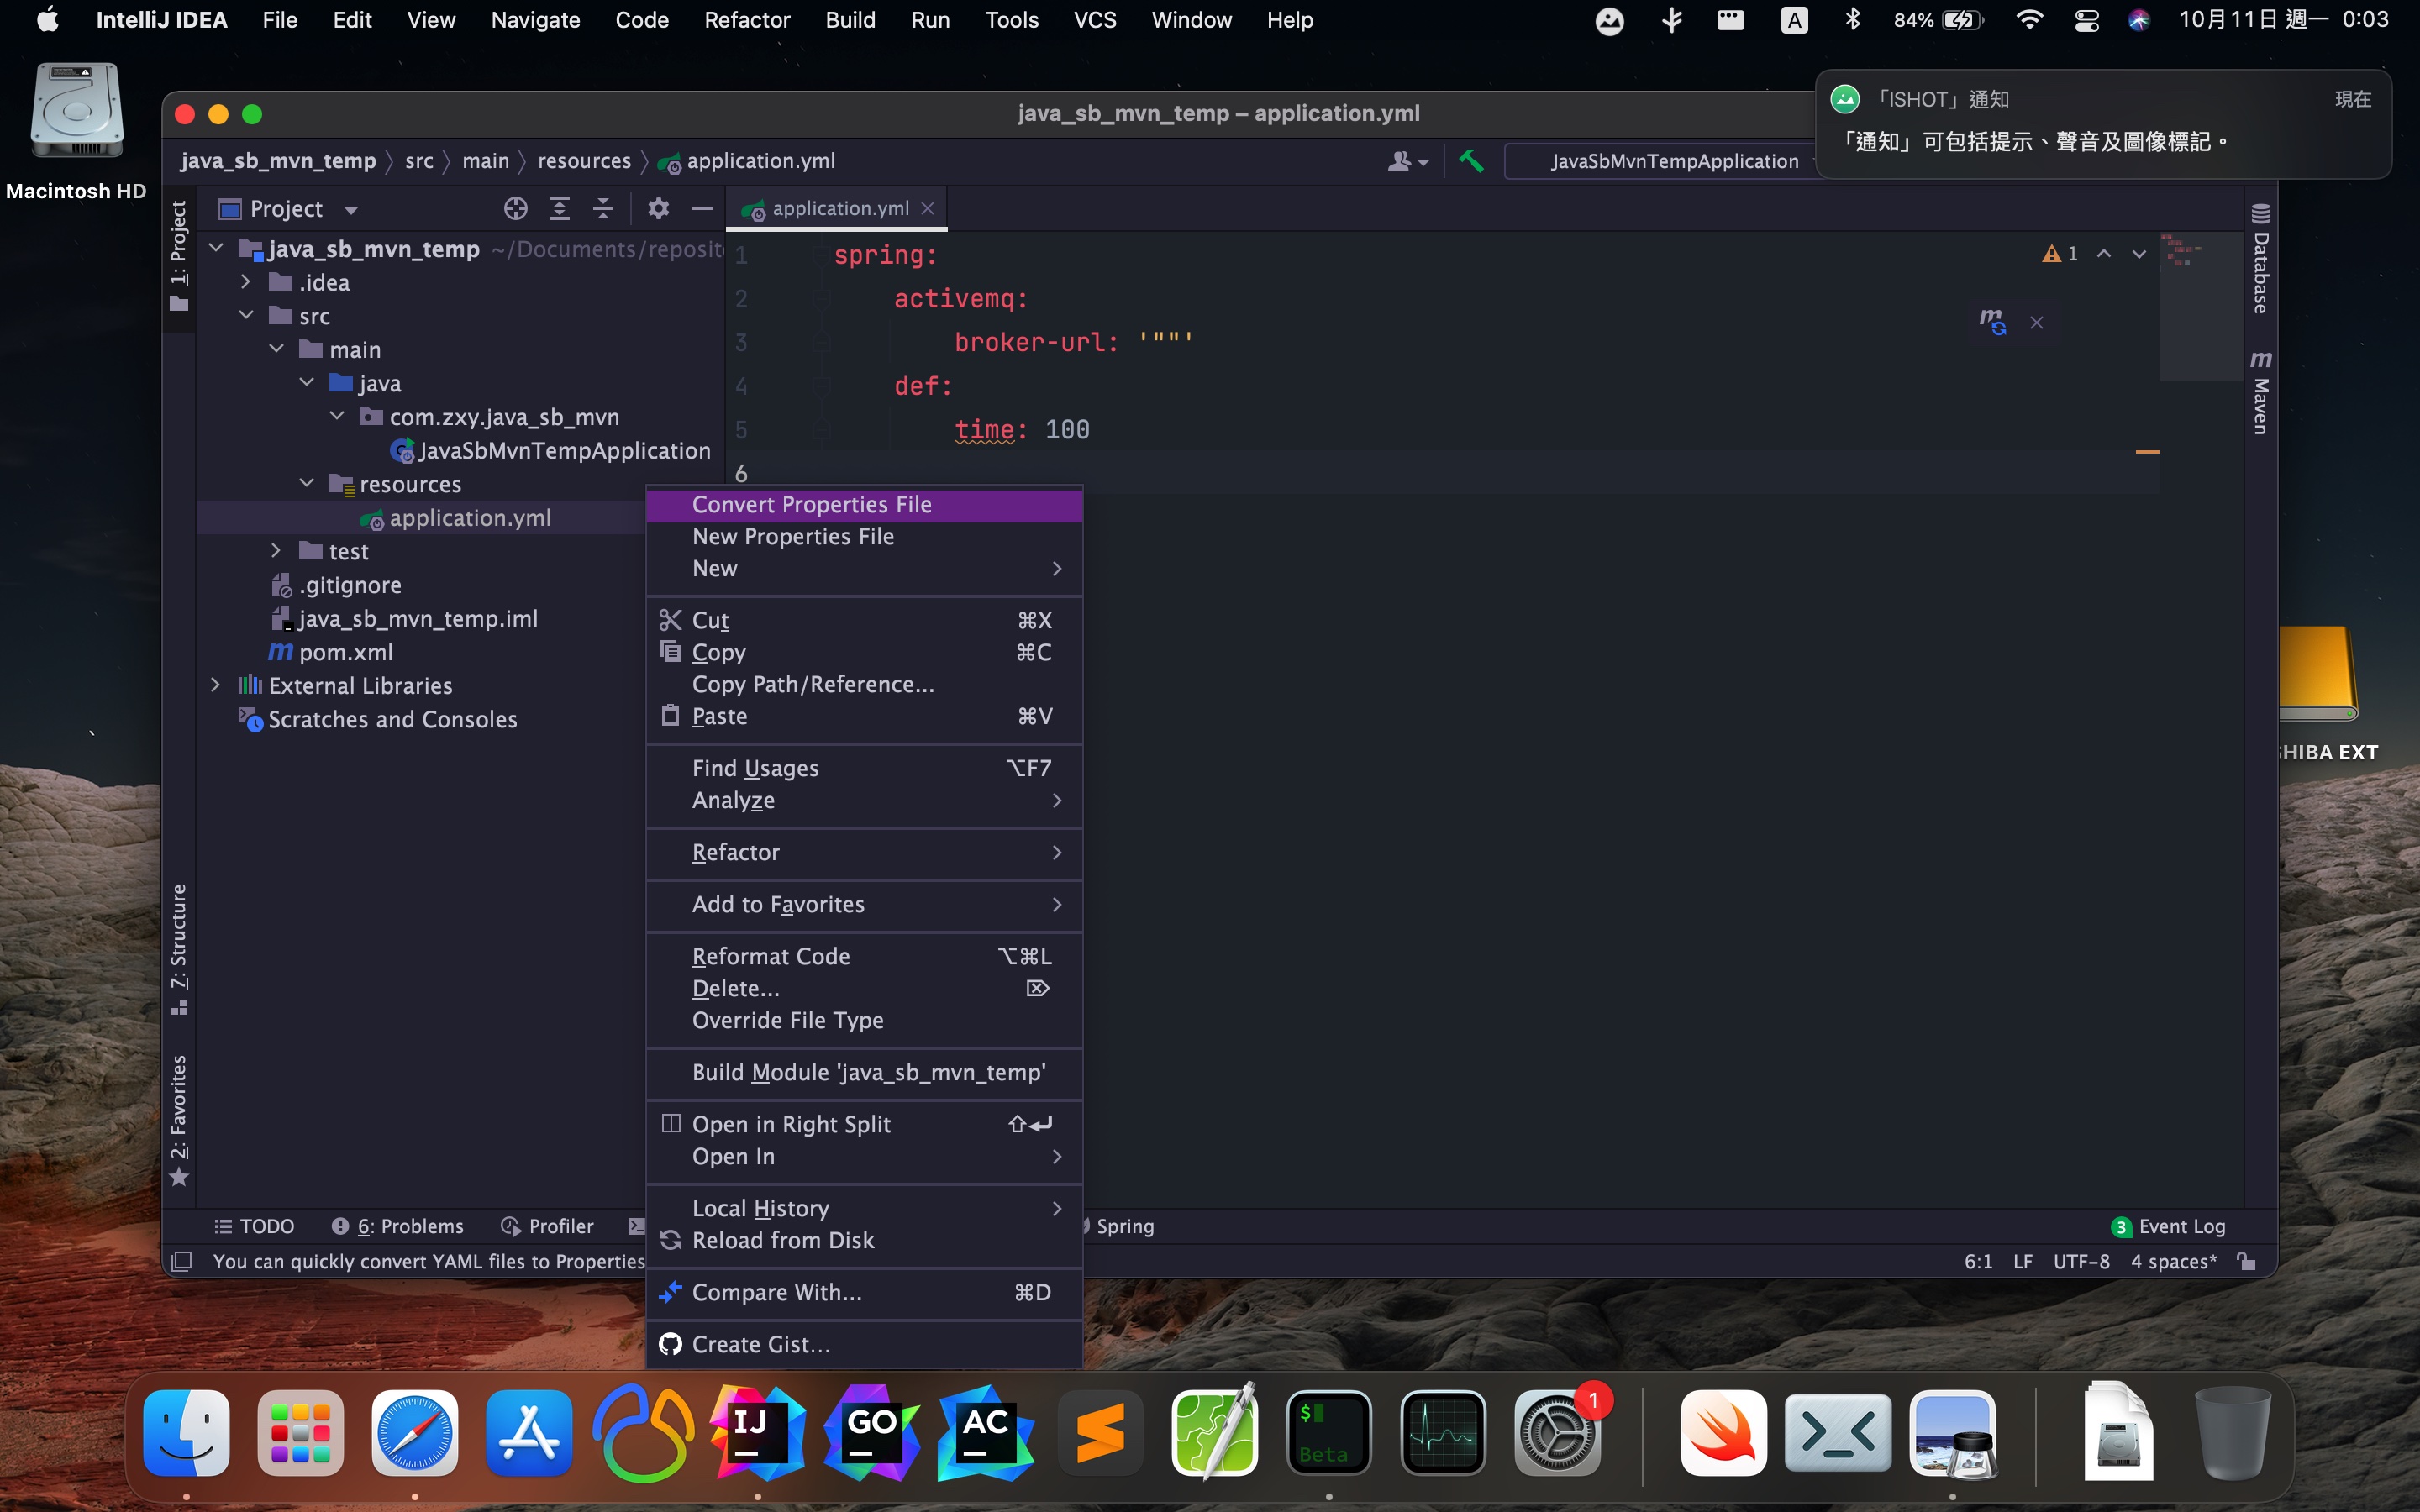 IntelliJ IDEA File Edit View Navigate Code Refactor Build Run Tools VCS Window Help A 84% 10月11日 週一 0:03
Macintosh HD
java_sb_mvn_temp – application.yml
「ISHOT」通知 現在
「通知」可包括提示、聲音及圖像標記。
java_sb_mvn_temp src main resources application.yml JavaSbMvnTempApplication
1: Project
Project
application.yml
java_sb_mvn_temp ~/Documents/reposit
.idea
src
main
java
com.zxy.java_sb_mvn
JavaSbMvnTempApplication
resources
application.yml
test
.gitignore
java_sb_mvn_temp.iml
m pom.xml
External Libraries
Scratches and Consoles
1 spring:
2 activemq:
3 broker-url: '""'
4 def:
5 time: 100
6
1
m
Database
m Maven
Convert Properties File
New Properties File
New
Cut ⌘X
Copy ⌘C
Copy Path/Reference...
Paste ⌘V
Find Usages ⌥F7
Analyze
Refactor
Add to Favorites
Reformat Code ⌥⌘L
Delete... ⌦
Override File Type
Build Module 'java_sb_mvn_temp'
Open in Right Split ⇧↩
Open In
Local History
Reload from Disk
Compare With... ⌘D
Create Gist...
SHIBA EXT
7: Structure
2: Favorites
TODO 6: Problems Profiler Spring 3 Event Log
You can quickly convert YAML files to Properties 6:1 LF UTF-8 4 spaces*
IJ GO AC $ Beta 1